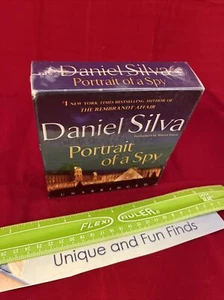 Daniel Silva
Portrait of a Spy
#1 NEW YORK TIMES BESTSELLING AUTHOR OF
THE REMBRANDT AFFAIR
Daniel Silva
Portrait
of a Spy
UNABRIDGED
FLEXI
RULER
Unique and Fun Finds